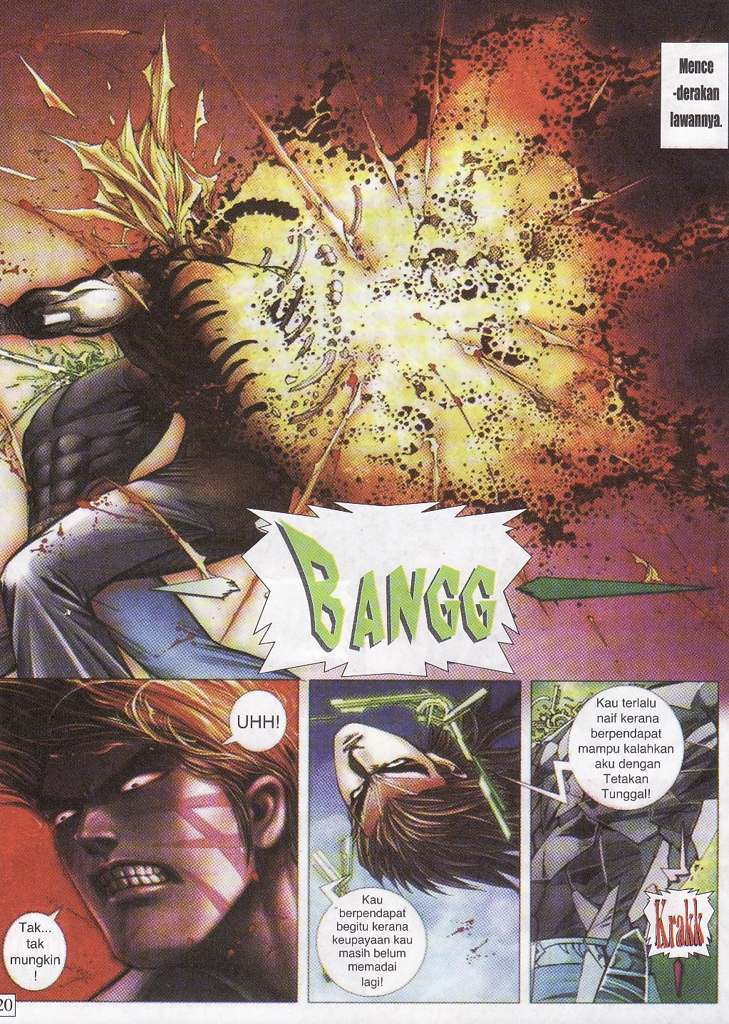 Mence
-derakan
lawannya.
BANGG
UHH!
Tak...
tak
mungkin
!
Kau
berpendapat
begitu kerana
keupayaan kau
masih belum
memadai
lagi!
Kau terlalu
naif kerana
berpendapat
mampu kalahkan
aku dengan
Tetakan
Tunggal!
Krakk
20